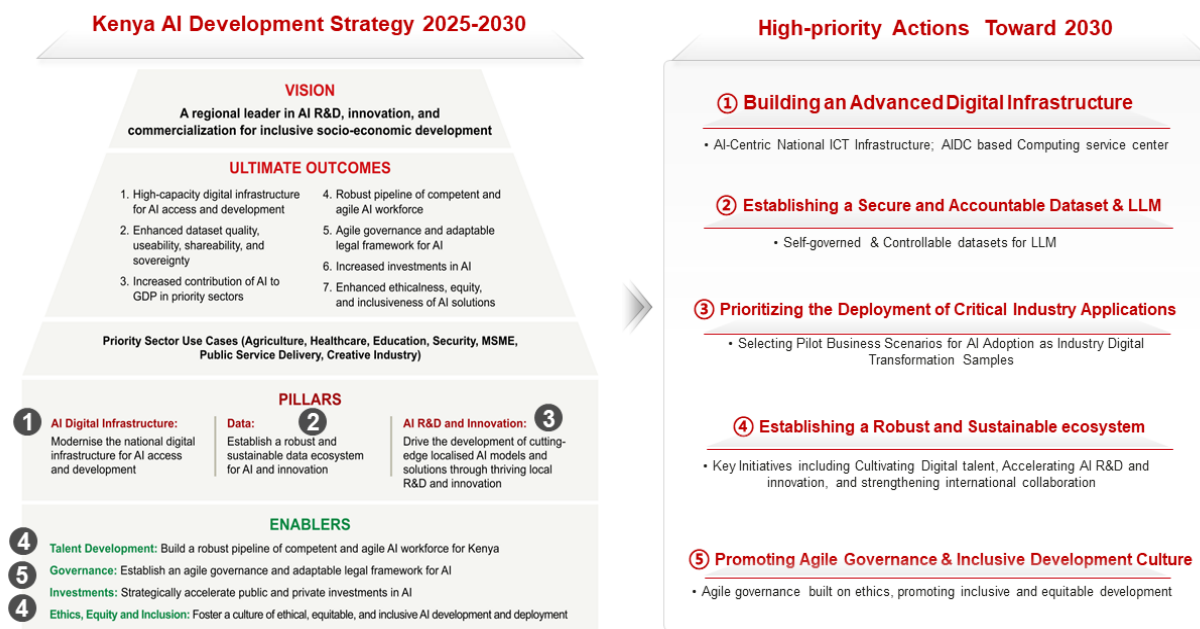 Kenya AI Development Strategy 2025-2030
VISION
A regional leader in AI R&D, innovation, and
commercialization for inclusive socio-economic development
ULTIMATE OUTCOMES
1. High-capacity digital infrastructure
for AI access and development
2. Enhanced dataset quality,
useability, shareability, and
sovereignty
3. Increased contribution of AI to
GDP in priority sectors
4. Robust pipeline of competent and
agile AI workforce
5. Agile governance and adaptable
legal framework for AI
6. Increased investments in AI
7. Enhanced ethicalness, equity,
and inclusiveness of AI solutions
Priority Sector Use Cases (Agriculture, Healthcare, Education, Security, MSME,
Public Service Delivery, Creative Industry)
PILLARS
1
AI Digital Infrastructure:
Modernise the national digital
infrastructure for AI access
and development
2
Data:
Establish a robust and
sustainable data ecosystem
for AI and innovation
3
AI R&D and Innovation:
Drive the development of cutting-
edge localised AI models and
solutions through thriving local
R&D and innovation
ENABLERS
4
Talent Development: Build a robust pipeline of competent and agile AI workforce for Kenya
5
Governance: Establish an agile governance and adaptable legal framework for AI
Investments: Strategically accelerate public and private investments in AI
4
Ethics, Equity and Inclusion: Foster a culture of ethical, equitable, and inclusive AI development and deployment
High-priority Actions Toward 2030
① Building an Advanced Digital Infrastructure
• AI-Centric National ICT Infrastructure; AIDC based Computing service center
② Establishing a Secure and Accountable Dataset & LLM
• Self-governed & Controllable datasets for LLM
③ Prioritizing the Deployment of Critical Industry Applications
• Selecting Pilot Business Scenarios for AI Adoption as Industry Digital
Transformation Samples
④ Establishing a Robust and Sustainable ecosystem
• Key Initiatives including Cultivating Digital talent, Accelerating AI R&D and
innovation, and strengthening international collaboration
⑤ Promoting Agile Governance & Inclusive Development Culture
• Agile governance built on ethics, promoting inclusive and equitable development